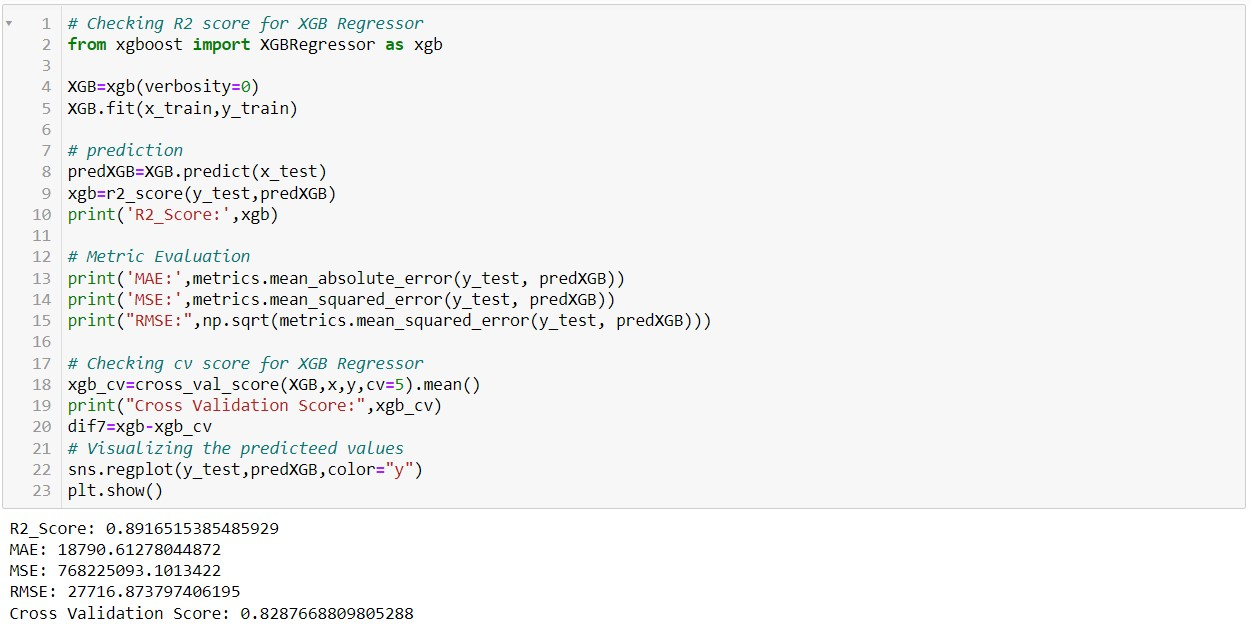 1 # Checking R2 score for XGB Regressor
2 from xgboost import XGBRegressor as xgb
3
4 XGB=xgb(verbosity=0)
5 XGB.fit(x_train,y_train)
6
7 # prediction
8 predXGB=XGB.predict(x_test)
9 xgb=r2_score(y_test,predXGB)
10 print('R2_Score:',xgb)
11
12 # Metric Evaluation
13 print('MAE:',metrics.mean_absolute_error(y_test, predXGB))
14 print('MSE:',metrics.mean_squared_error(y_test, predXGB))
15 print("RMSE:",np.sqrt(metrics.mean_squared_error(y_test, predXGB)))
16
17 # Checking cv score for XGB Regressor
18 xgb_cv=cross_val_score(XGB,x,y,cv=5).mean()
19 print("Cross Validation Score:",xgb_cv)
20 dif7=xgb-xgb_cv
21 # Visualizing the predicteed values
22 sns.regplot(y_test,predXGB,color="y")
23 plt.show()
R2_Score: 0.8916515385485929
MAE: 18790.61278044872
MSE: 768225093.1013422
RMSE: 27716.873797406195
Cross Validation Score: 0.8287668809805288